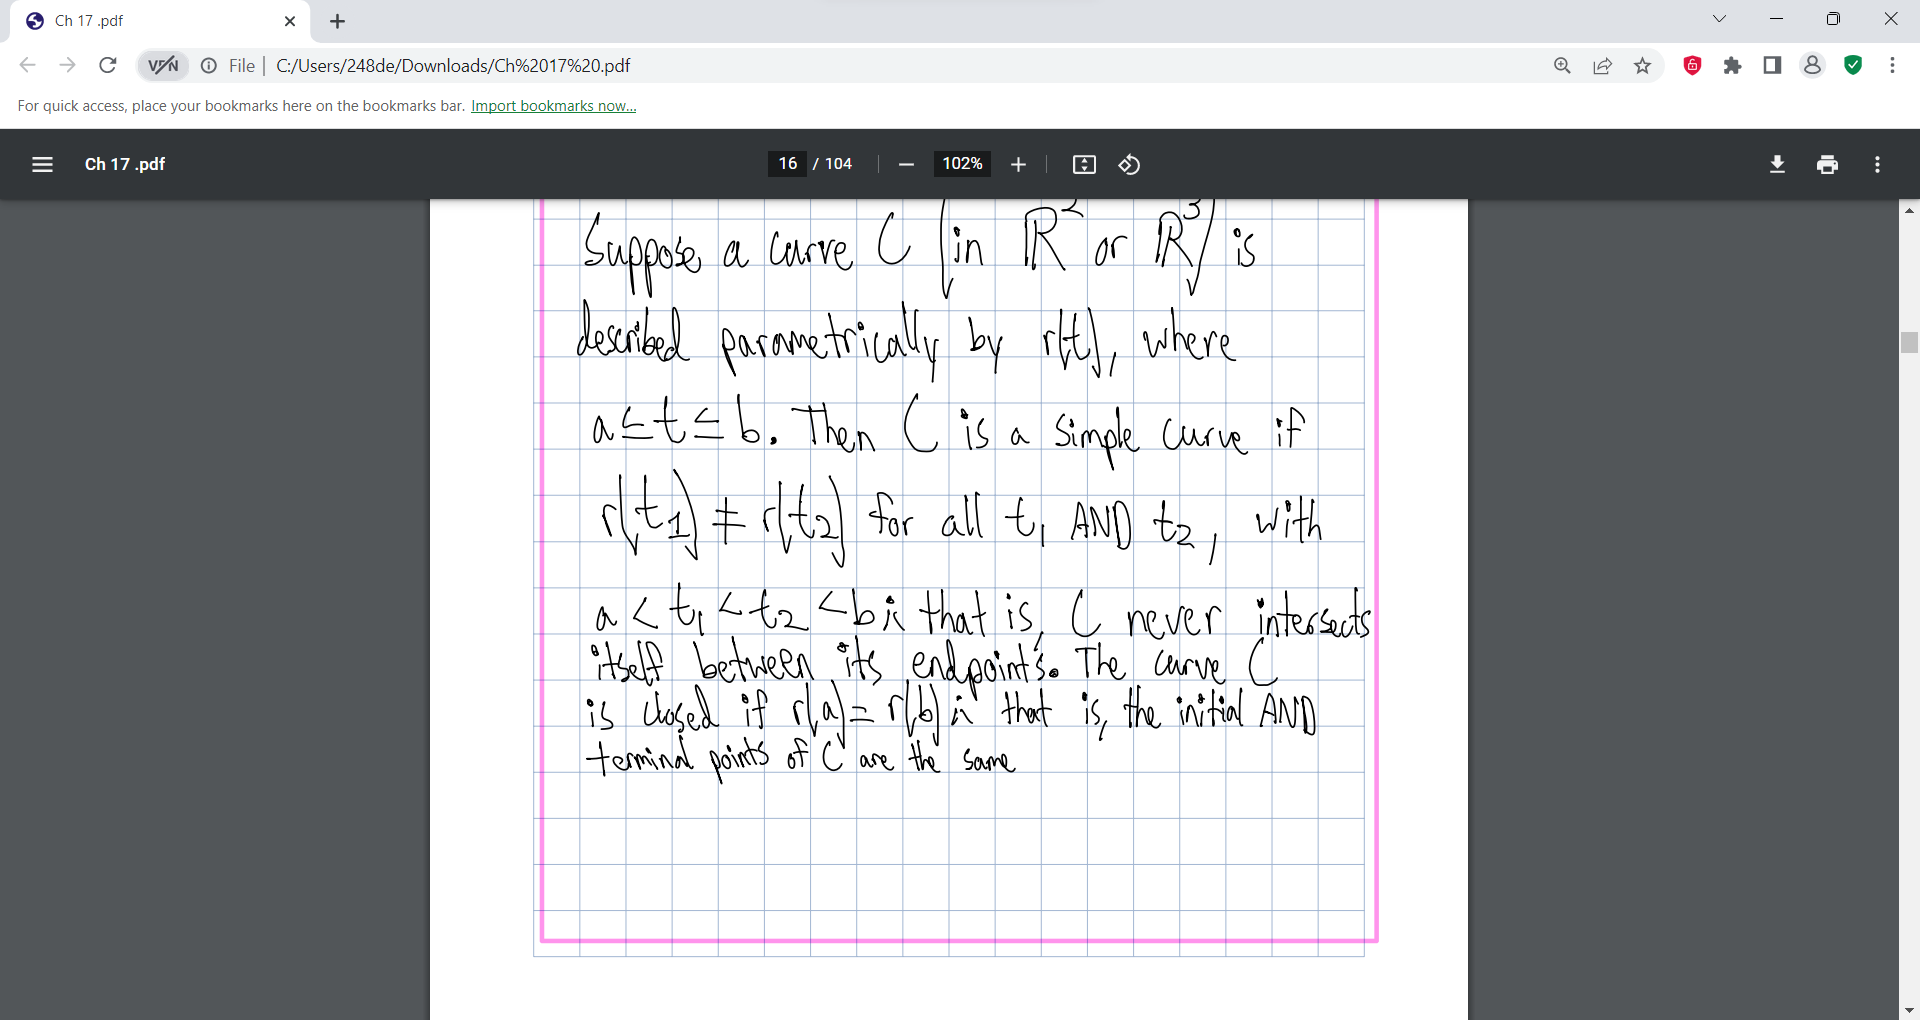 Ch 17 .pdf
VPN File C:/Users/248de/Downloads/Ch%2017%20.pdf
For quick access, place your bookmarks here on the bookmarks bar. Import bookmarks now...
Ch 17 .pdf 16 / 104 102%
Suppose a curve C (in R² or R³) is
described parametrically by r(t), where
a≤t≤b. Then C is a simple curve if
r(t1) ≠ r(t2) for all t1 AND t2, with
a < t1 < t2 < b; that is, C never intersects
itself between its endpoints. The curve C
is closed if r(a) = r(b); that is, the initial AND
terminal points of C are the same